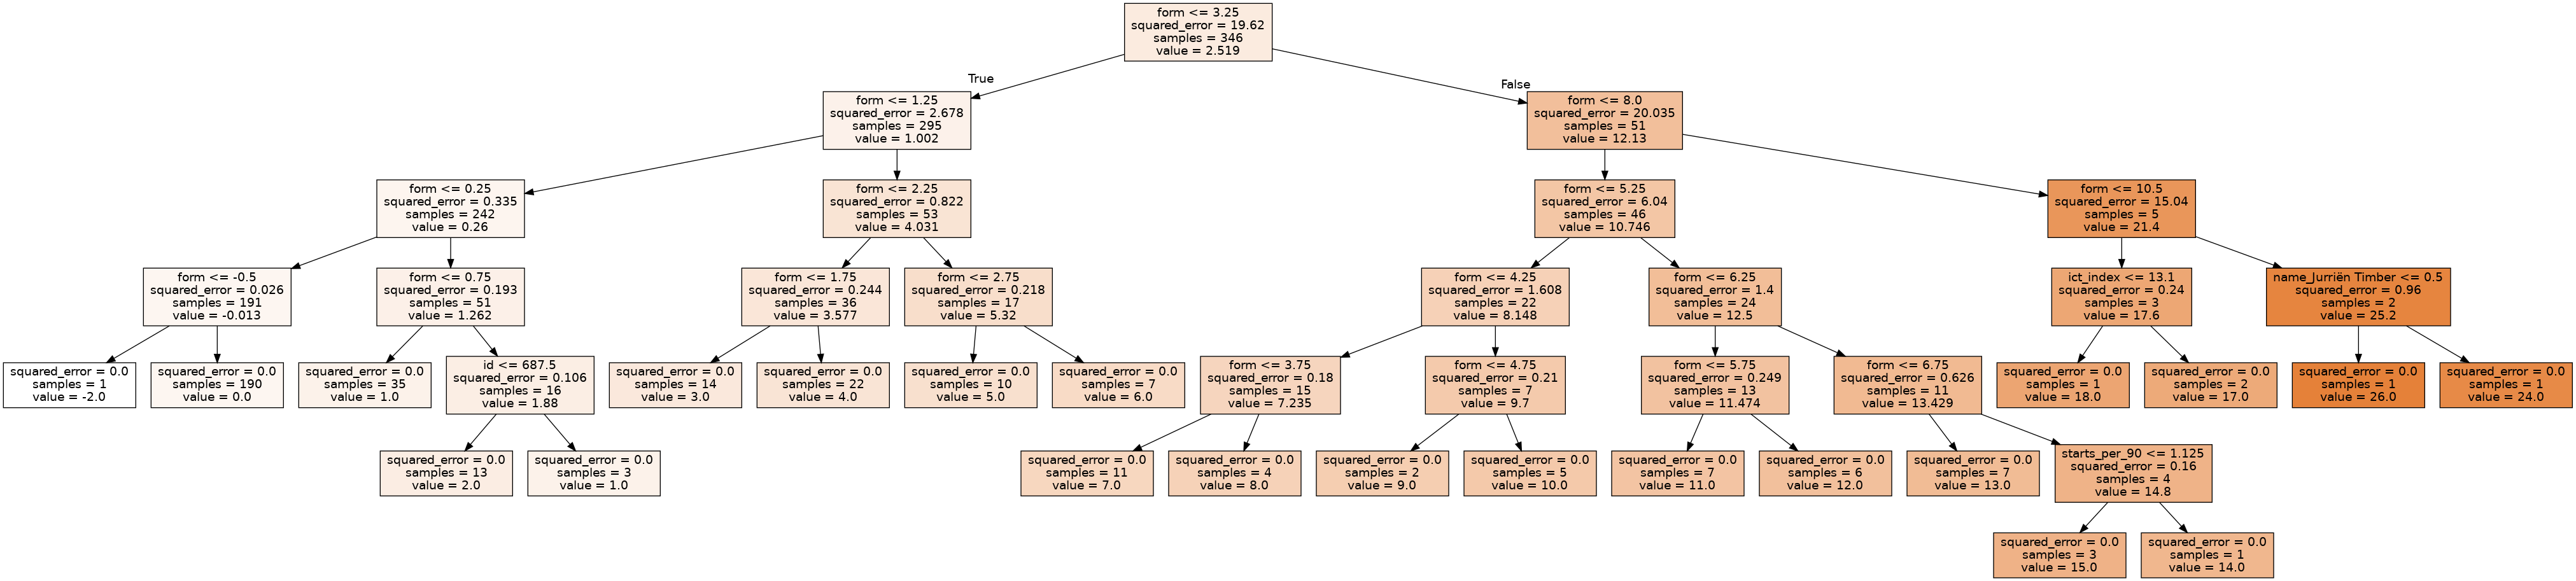 form <= 3.25
squared_error = 19.62
samples = 346
value = 2.519
True
False
form <= 1.25
squared_error = 2.678
samples = 295
value = 1.002
form <= 8.0
squared_error = 20.035
samples = 51
value = 12.13
form <= 0.25
squared_error = 0.335
samples = 242
value = 0.26
form <= 2.25
squared_error = 0.822
samples = 53
value = 4.031
form <= 5.25
squared_error = 6.04
samples = 46
value = 10.746
form <= 10.5
squared_error = 15.04
samples = 5
value = 21.4
form <= -0.5
squared_error = 0.026
samples = 191
value = -0.013
form <= 0.75
squared_error = 0.193
samples = 51
value = 1.262
form <= 1.75
squared_error = 0.244
samples = 36
value = 3.577
form <= 2.75
squared_error = 0.218
samples = 17
value = 5.32
form <= 4.25
squared_error = 1.608
samples = 22
value = 8.148
form <= 6.25
squared_error = 1.4
samples = 24
value = 12.5
ict_index <= 13.1
squared_error = 0.24
samples = 3
value = 17.6
name_Jurriën Timber <= 0.5
squared_error = 0.96
samples = 2
value = 25.2
squared_error = 0.0
samples = 1
value = -2.0
squared_error = 0.0
samples = 190
value = 0.0
squared_error = 0.0
samples = 35
value = 1.0
id <= 687.5
squared_error = 0.106
samples = 16
value = 1.88
squared_error = 0.0
samples = 14
value = 3.0
squared_error = 0.0
samples = 22
value = 4.0
squared_error = 0.0
samples = 10
value = 5.0
squared_error = 0.0
samples = 7
value = 6.0
form <= 3.75
squared_error = 0.18
samples = 15
value = 7.235
form <= 4.75
squared_error = 0.21
samples = 7
value = 9.7
form <= 5.75
squared_error = 0.249
samples = 13
value = 11.474
form <= 6.75
squared_error = 0.626
samples = 11
value = 13.429
squared_error = 0.0
samples = 1
value = 18.0
squared_error = 0.0
samples = 2
value = 17.0
squared_error = 0.0
samples = 1
value = 26.0
squared_error = 0.0
samples = 1
value = 24.0
squared_error = 0.0
samples = 13
value = 2.0
squared_error = 0.0
samples = 3
value = 1.0
squared_error = 0.0
samples = 11
value = 7.0
squared_error = 0.0
samples = 4
value = 8.0
squared_error = 0.0
samples = 2
value = 9.0
squared_error = 0.0
samples = 5
value = 10.0
squared_error = 0.0
samples = 7
value = 11.0
squared_error = 0.0
samples = 6
value = 12.0
squared_error = 0.0
samples = 7
value = 13.0
starts_per_90 <= 1.125
squared_error = 0.16
samples = 4
value = 14.8
squared_error = 0.0
samples = 3
value = 15.0
squared_error = 0.0
samples = 1
value = 14.0